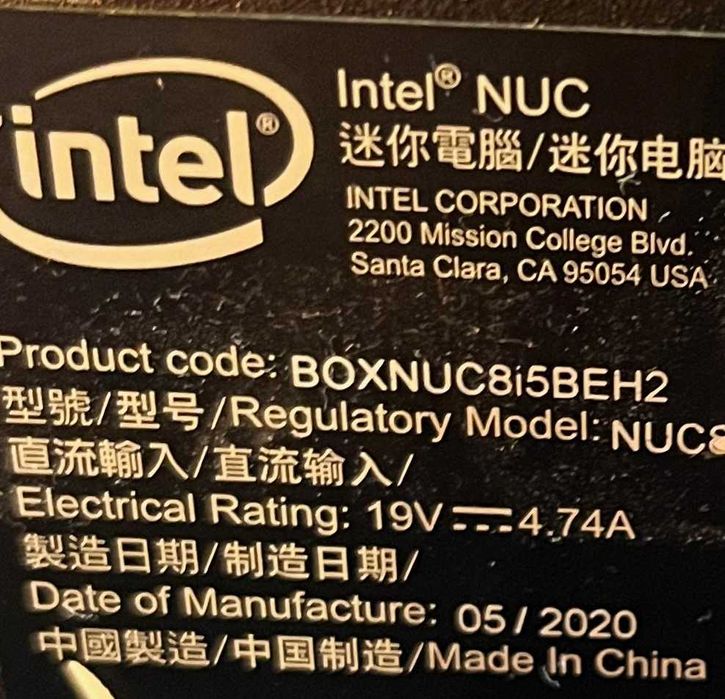 intel®
Intel® NUC
迷你電腦/迷你电脑
INTEL CORPORATION
2200 Mission College Blvd.
Santa Clara, CA 95054 USA
Product code: BOXNUC8i5BEH2
型號/型号/Regulatory Model: NUC8
直流輸入/直流输入/
Electrical Rating: 19V ⎓ 4.74A
製造日期/制造日期/
Date of Manufacture: 05 / 2020
中國製造/中国制造/Made In China